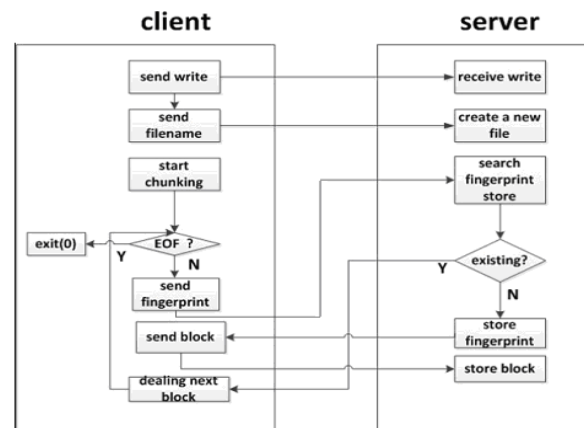 client
server
send write
receive write
send
filename
create a new
file
start
chunking
search
fingerprint
store
exit(0)
EOF ?
Y
N
existing?
Y
N
send
fingerprint
send block
store
fingerprint
store block
dealing next
block